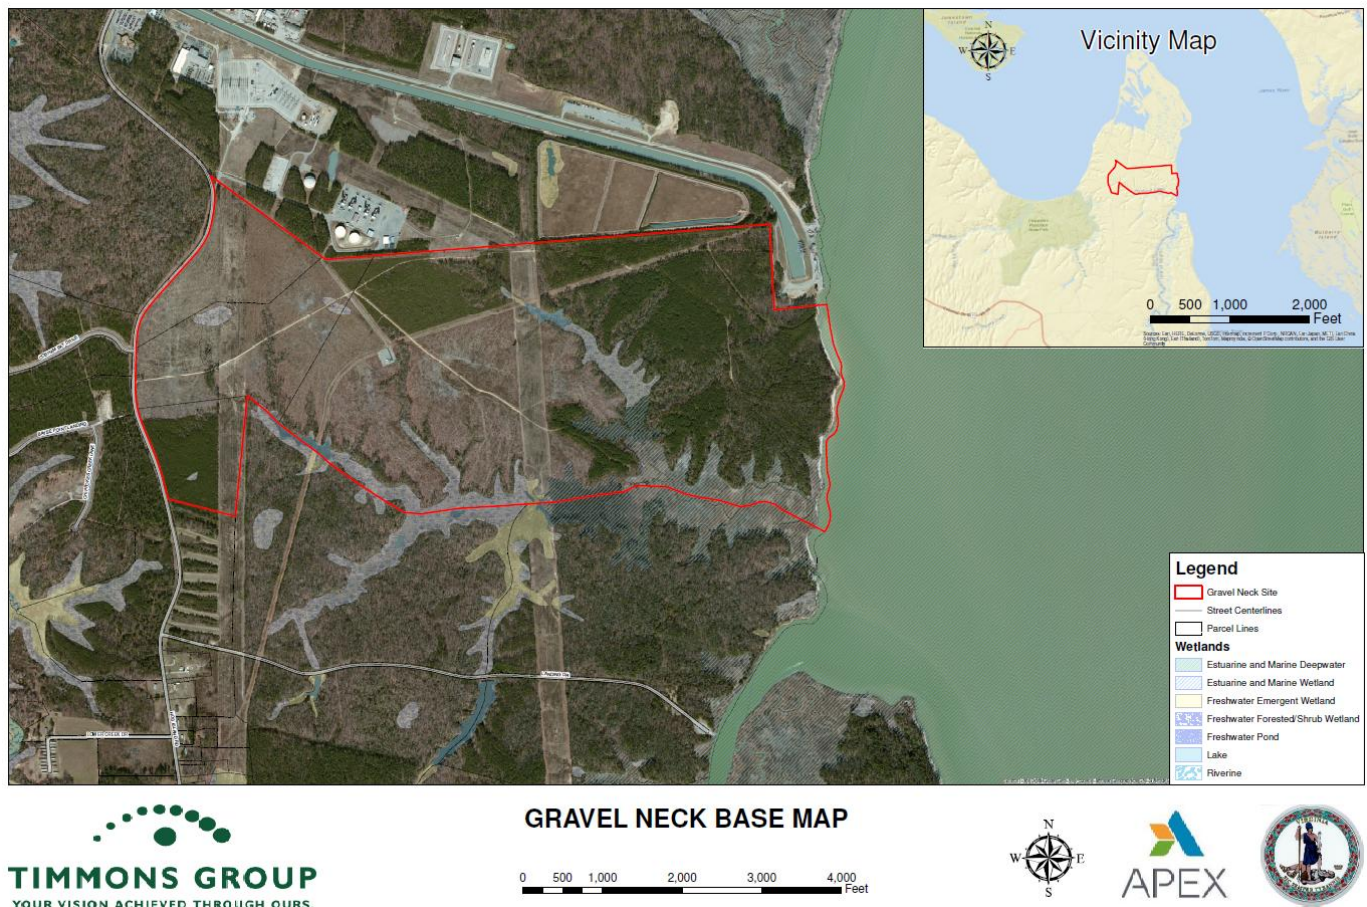 Vicinity Map
N
W
E
S
0 500 1,000 2,000
Feet
Legend
Gravel Neck Site
Street Centerlines
Parcel Lines
Wetlands
Estuarine and Marine Deepwater
Estuarine and Marine Wetland
Freshwater Emergent Wetland
Freshwater Forested/Shrub Wetland
Freshwater Pond
Lake
Riverine
GRAVEL NECK BASE MAP
0 500 1,000 2,000 3,000 4,000
Feet
TIMMONS GROUP
YOUR VISION ACHIEVED THROUGH OURS.
N
W
E
S
APEX
VIRGINIA